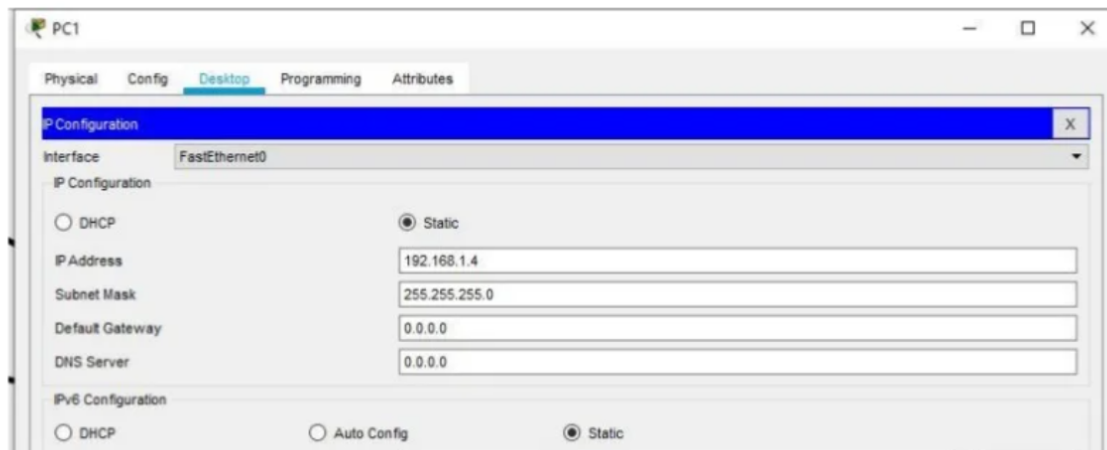 PC1
Physical Config Desktop Programming Attributes
IP Configuration X
Interface FastEthernet0
IP Configuration
DHCP Static
IP Address 192.168.1.4
Subnet Mask 255.255.255.0
Default Gateway 0.0.0.0
DNS Server 0.0.0.0
IPv6 Configuration
DHCP Auto Config Static